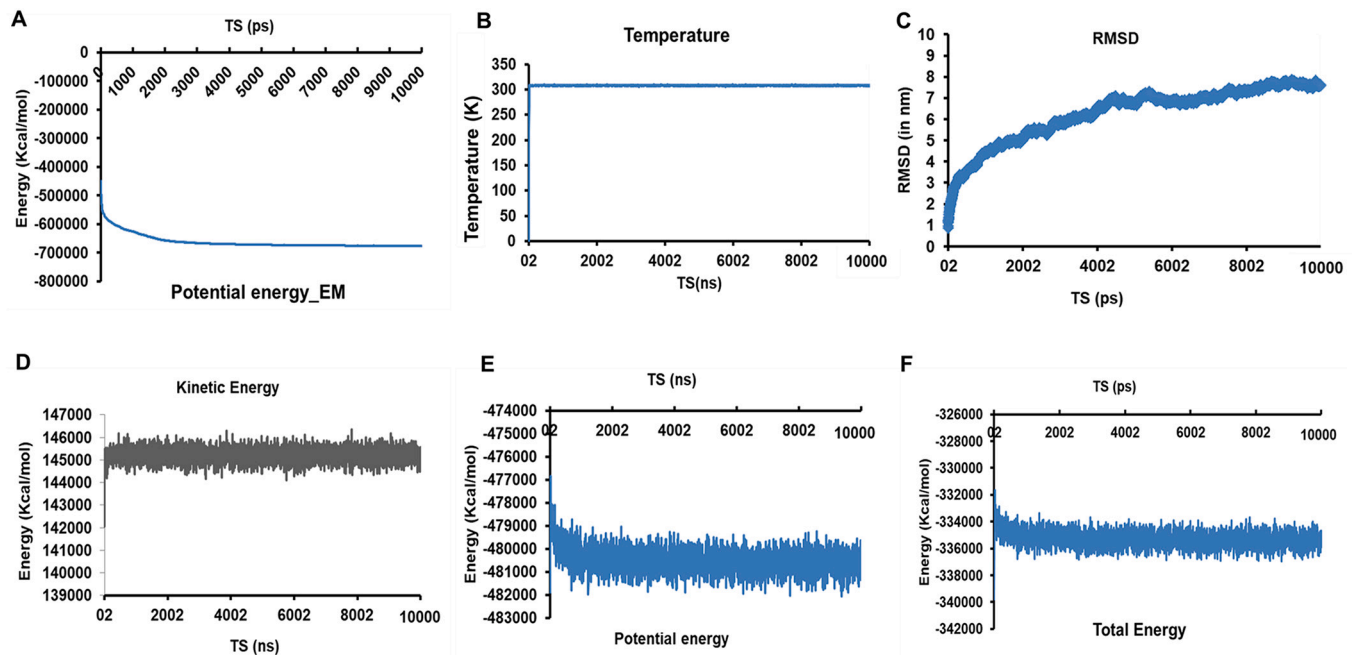 A
TS (ps)
0
-100000
-200000
-300000
-400000
-500000
-600000
-700000
-800000
0
1000
2000
3000
4000
5000
6000
7000
8000
9000
10000
Energy (Kcal/mol)
Potential energy_EM
B
Temperature
350
300
250
200
150
100
50
0
Temperature (K)
02 2002 4002 6002 8002 10000
TS(ns)
C
RMSD
10
9
8
7
6
5
4
3
2
1
0
RMSD (in nm)
02 2002 4002 6002 8002 10000
TS (ps)
D
Kinetic Energy
147000
146000
145000
144000
143000
142000
141000
140000
139000
Energy (Kcal/mol)
02 2002 4002 6002 8002 10000
TS (ns)
E
TS (ns)
-474000
-475000
-476000
-477000
-478000
-479000
-480000
-481000
-482000
-483000
02 2002 4002 6002 8002 10000
Energy (Kcal/mol)
Potential energy
F
TS (ps)
-326000
-328000
-330000
-332000
-334000
-336000
-338000
-340000
-342000
02 2002 4002 6002 8002 10000
Energy (Kcal/mol)
Total Energy